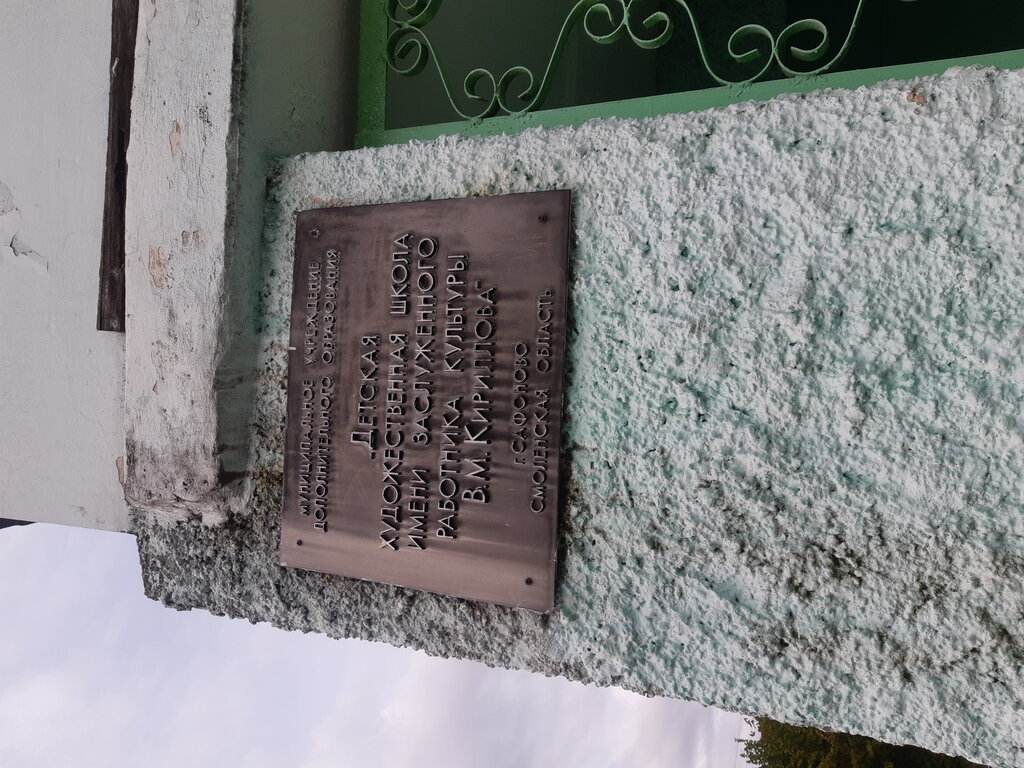 МУНИЦИПАЛЬНОЕ УЧРЕЖДЕНИЕ
ДОПОЛНИТЕЛЬНОГО ОБРАЗОВАНИЯ
„ДЕТСКАЯ
ХУДОЖЕСТВЕННАЯ ШКОЛА
ИМЕНИ ЗАСЛУЖЕННОГО
РАБОТНИКА КУЛЬТУРЫ
В. М. КИРИЛЛОВА"
Г. САФОНОВО
СМОЛЕНСКАЯ ОБЛАСТЬ